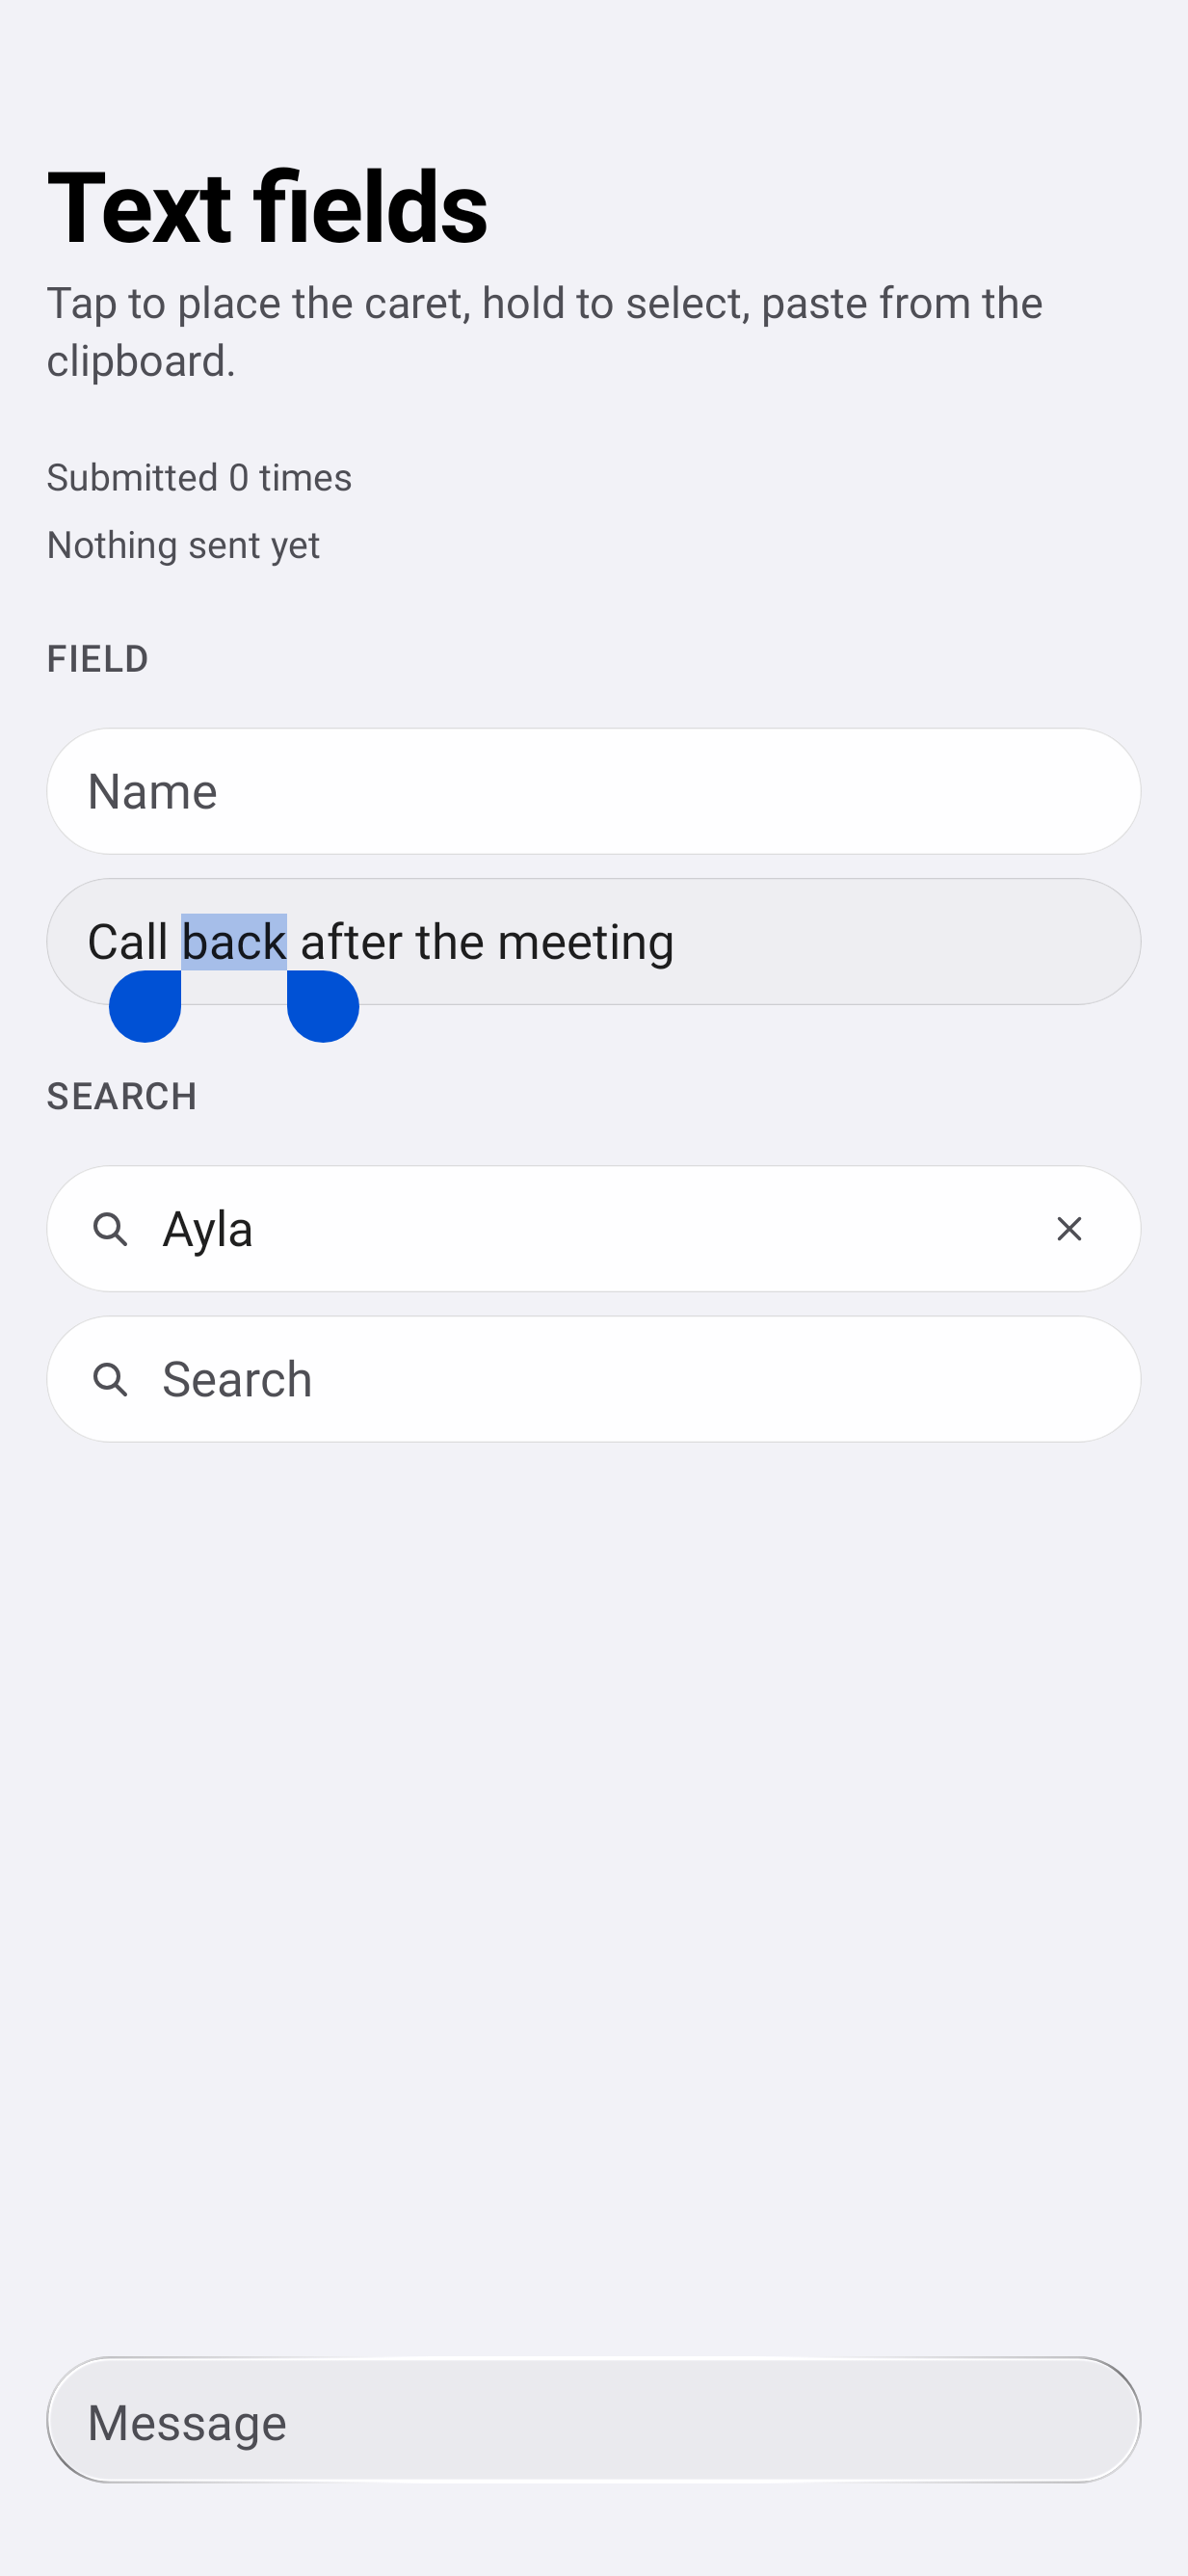 Text fields
Tap to place the caret, hold to select, paste from the
clipboard.
Submitted 0 times
Nothing sent yet
FIELD
Name
Call back after the meeting
SEARCH
Ayla
Search
Message